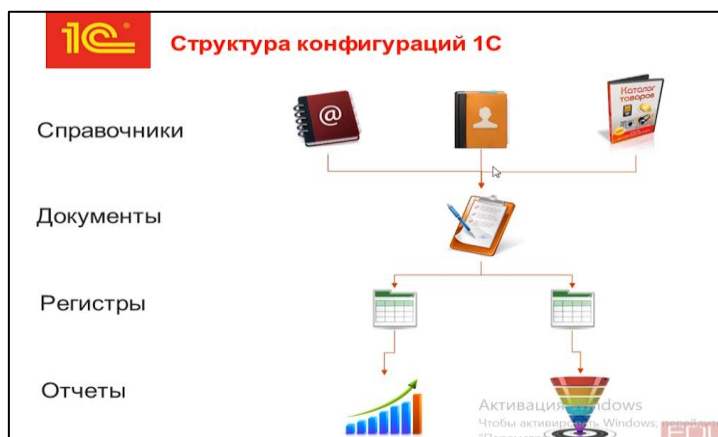 1С
Структура конфигураций 1С
Каталог
товаров
Справочники
@
Документы
Регистры
Отчеты
Активация Windows
Чтобы активировать Windows,